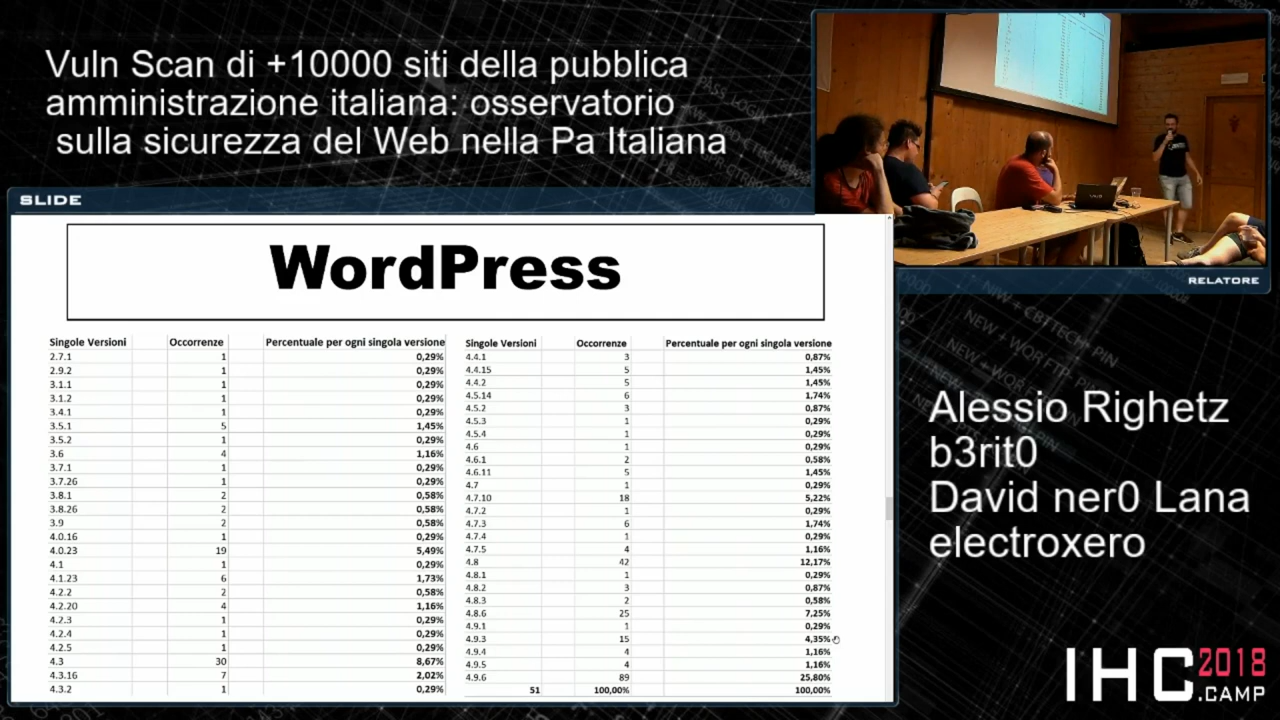 Vuln Scan di +10000 siti della pubblica
amministrazione italiana: osservatorio
sulla sicurezza del Web nella Pa Italiana
SLIDE
WordPress
Singole Versioni Occorrenze Percentuale per ogni singola versione
2.7.1 1 0,29%
2.9.2 1 0,29%
3.1.1 1 0,29%
3.1.2 1 0,29%
3.4.1 1 0,29%
3.5.1 5 1,45%
3.5.2 1 0,29%
3.6 4 1,16%
3.7.1 1 0,29%
3.7.26 1 0,29%
3.8.1 2 0,58%
3.8.26 2 0,58%
3.9 2 0,58%
4.0.16 1 0,29%
4.0.23 19 5,49%
4.1 1 0,29%
4.1.23 6 1,73%
4.2.2 2 0,58%
4.2.20 4 1,16%
4.2.3 1 0,29%
4.2.4 1 0,29%
4.2.5 1 0,29%
4.3 30 8,67%
4.3.16 7 2,02%
4.3.2 1 0,29%
Singole Versioni Occorrenze Percentuale per ogni singola versione
4.4.1 3 0,87%
4.4.15 5 1,45%
4.4.2 5 1,45%
4.5.14 6 1,74%
4.5.2 3 0,87%
4.5.3 1 0,29%
4.5.4 1 0,29%
4.6 1 0,29%
4.6.1 2 0,58%
4.6.11 5 1,45%
4.7 1 0,29%
4.7.10 18 5,22%
4.7.2 1 0,29%
4.7.3 6 1,74%
4.7.4 1 0,29%
4.7.5 4 1,16%
4.8 42 12,17%
4.8.1 1 0,29%
4.8.2 3 0,87%
4.8.3 2 0,58%
4.8.6 25 7,25%
4.9.1 1 0,29%
4.9.3 15 4,35%
4.9.4 4 1,16%
4.9.5 4 1,16%
4.9.6 89 25,80%
51 100,00% 100,00%
RELATORE
Alessio Righetz
b3rit0
David ner0 Lana
electroxero
IHC 2018
.CAMP